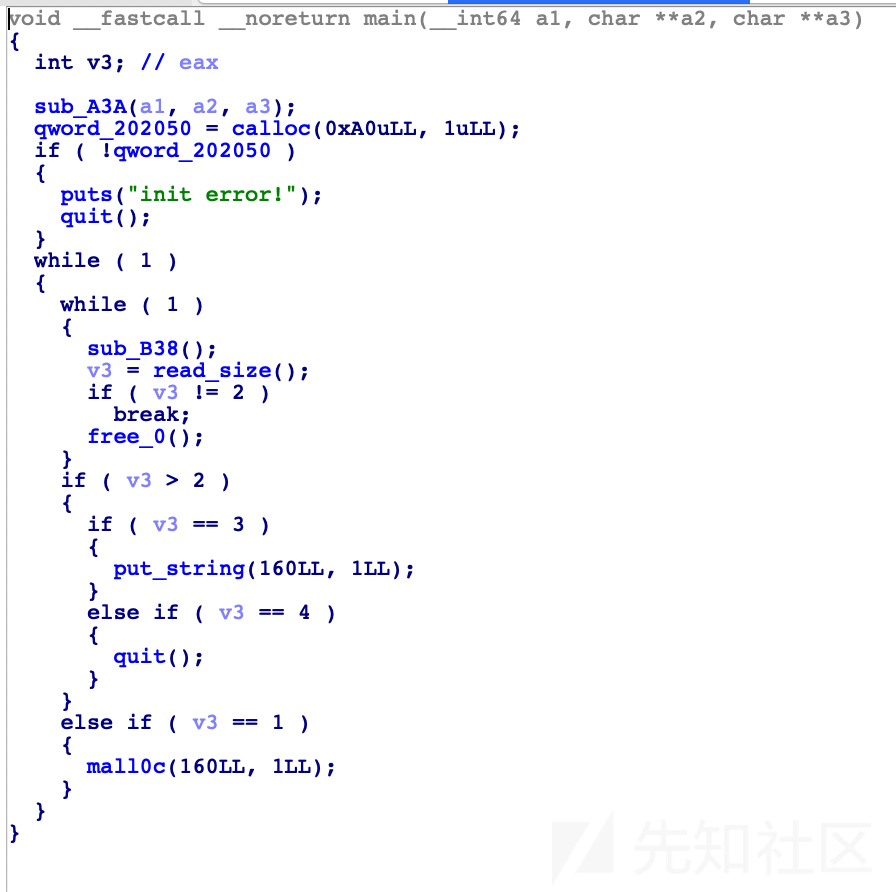 void __fastcall __noreturn main(__int64 a1, char **a2, char **a3)
{
  int v3; // eax

  sub_A3A(a1, a2, a3);
  qword_202050 = calloc(0xA0uLL, 1uLL);
  if ( !qword_202050 )
  {
    puts("init error!");
    quit();
  }
  while ( 1 )
  {
    while ( 1 )
    {
      sub_B38();
      v3 = read_size();
      if ( v3 != 2 )
        break;
      free_0();
    }
    if ( v3 > 2 )
    {
      if ( v3 == 3 )
      {
        put_string(160LL, 1LL);
      }
      else if ( v3 == 4 )
      {
        quit();
      }
    }
    else if ( v3 == 1 )
    {
      mall0c(160LL, 1LL);
    }
  }
}
先知社区